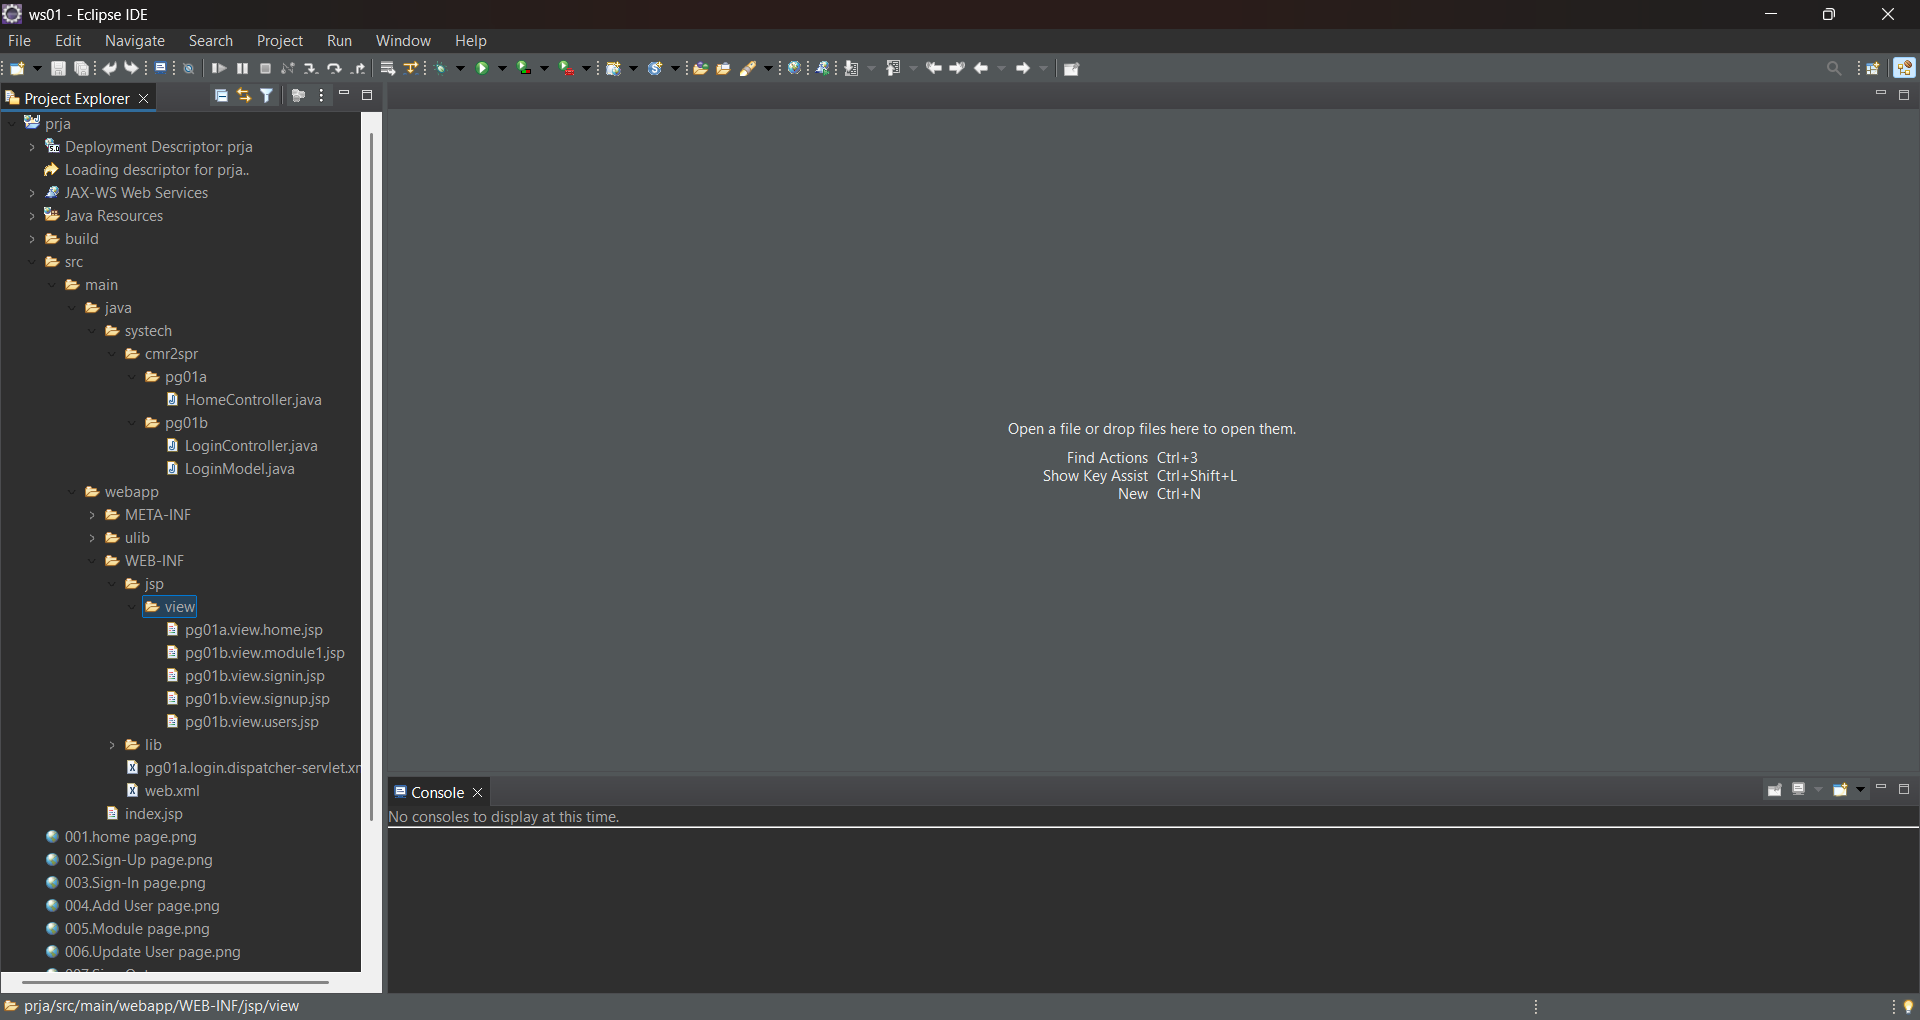 ws01 - Eclipse IDE
File Edit Navigate Search Project Run Window Help
Project Explorer
prja
Deployment Descriptor: prja
Loading descriptor for prja..
JAX-WS Web Services
Java Resources
build
src
main
java
systech
cmr2spr
pg01a
HomeController.java
pg01b
LoginController.java
LoginModel.java
webapp
META-INF
ulib
WEB-INF
jsp
view
pg01a.view.home.jsp
pg01b.view.module1.jsp
pg01b.view.signin.jsp
pg01b.view.signup.jsp
pg01b.view.users.jsp
lib
pg01a.login.dispatcher-servlet.xm
web.xml
index.jsp
001.home page.png
002.Sign-Up page.png
003.Sign-In page.png
004.Add User page.png
005.Module page.png
006.Update User page.png
Open a file or drop files here to open them.
Find Actions Ctrl+3
Show Key Assist Ctrl+Shift+L
New Ctrl+N
Console
No consoles to display at this time.
prja/src/main/webapp/WEB-INF/jsp/view